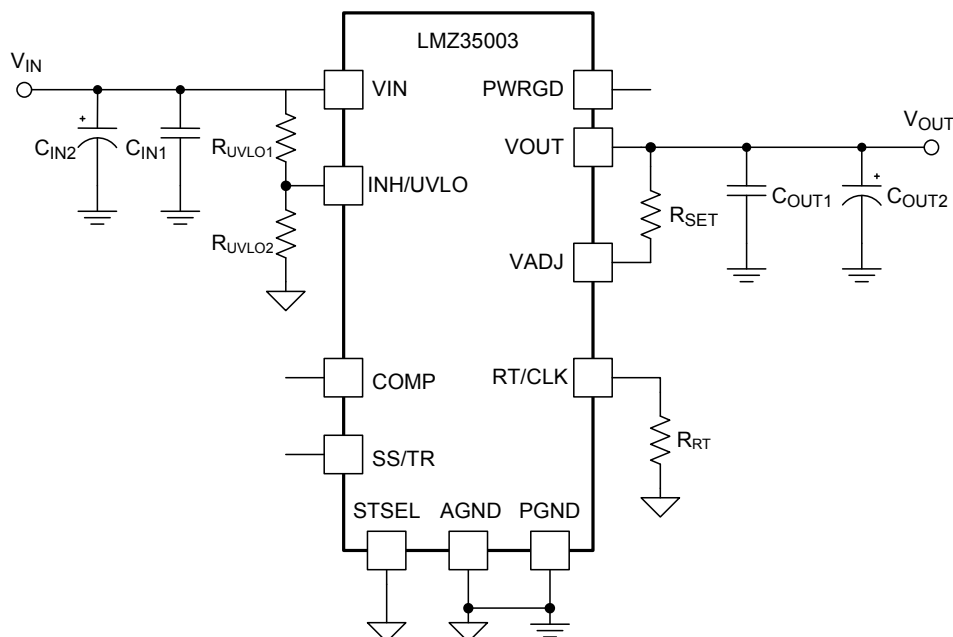 LMZ35003
VIN
VIN
PWRGD
VOUT
VOUT
+
CIN2
CIN1
RUVLO1
INH/UVLO
RUVLO2
RSET
COUT1
+
COUT2
VADJ
COMP
RT/CLK
SS/TR
RRT
STSEL
AGND
PGND